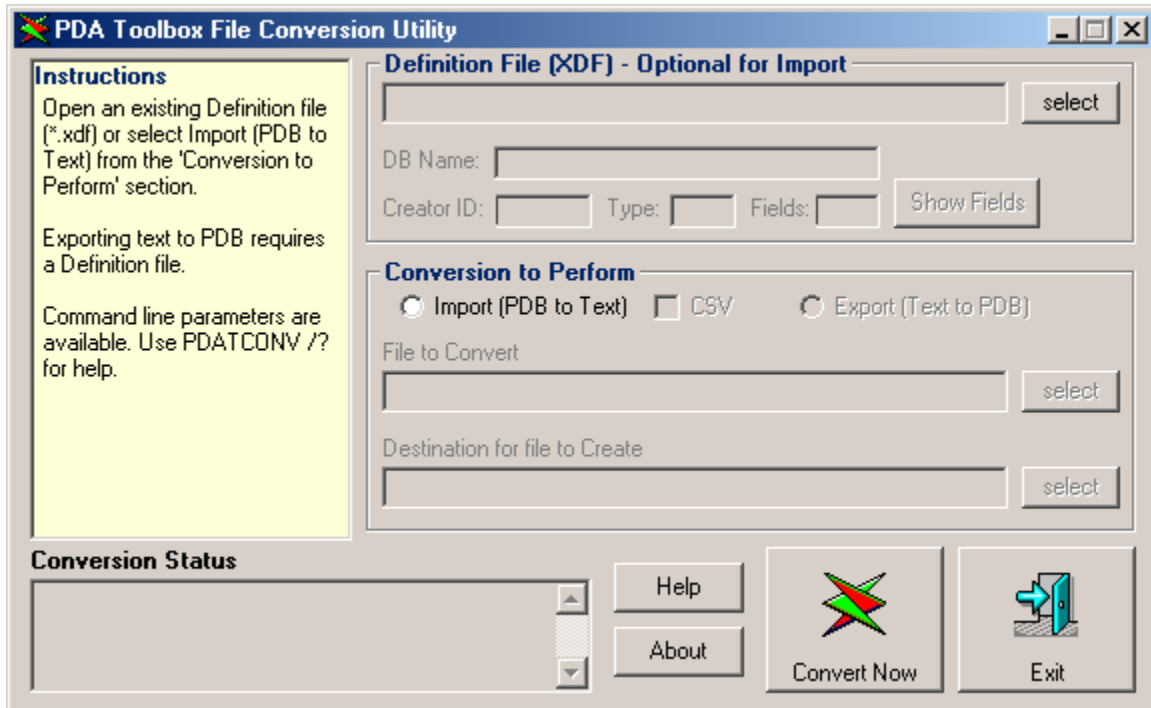 PDA Toolbox File Conversion Utility
Instructions
Open an existing Definition file
(*.xdf) or select Import (PDB to
Text) from the 'Conversion to
Perform' section.
Exporting text to PDB requires
a Definition file.
Command line parameters are
available. Use PDATCONV /?
for help.
Definition File (XDF) - Optional for Import
select
DB Name:
Creator ID: Type: Fields: Show Fields
Conversion to Perform
Import (PDB to Text) CSV Export (Text to PDB)
File to Convert
select
Destination for file to Create
select
Conversion Status
Help
About
Convert Now
Exit